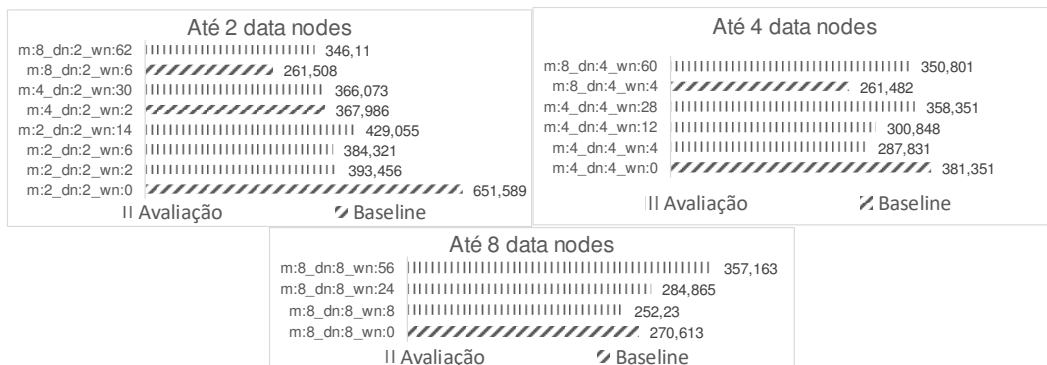 Até 2 data nodes
m:8_dn:2_wn:62 346,11
m:8_dn:2_wn:6 261,508
m:4_dn:2_wn:30 366,073
m:4_dn:2_wn:2 367,986
m:2_dn:2_wn:14 429,055
m:2_dn:2_wn:6 384,321
m:2_dn:2_wn:2 393,456
m:2_dn:2_wn:0 651,589
Avaliação Baseline
Até 4 data nodes
m:8_dn:4_wn:60 350,801
m:8_dn:4_wn:4 261,482
m:4_dn:4_wn:28 358,351
m:4_dn:4_wn:12 300,848
m:4_dn:4_wn:4 287,831
m:4_dn:4_wn:0 381,351
Avaliação Baseline
Até 8 data nodes
m:8_dn:8_wn:56 357,163
m:8_dn:8_wn:24 284,865
m:8_dn:8_wn:8 252,23
m:8_dn:8_wn:0 270,613
Avaliação Baseline